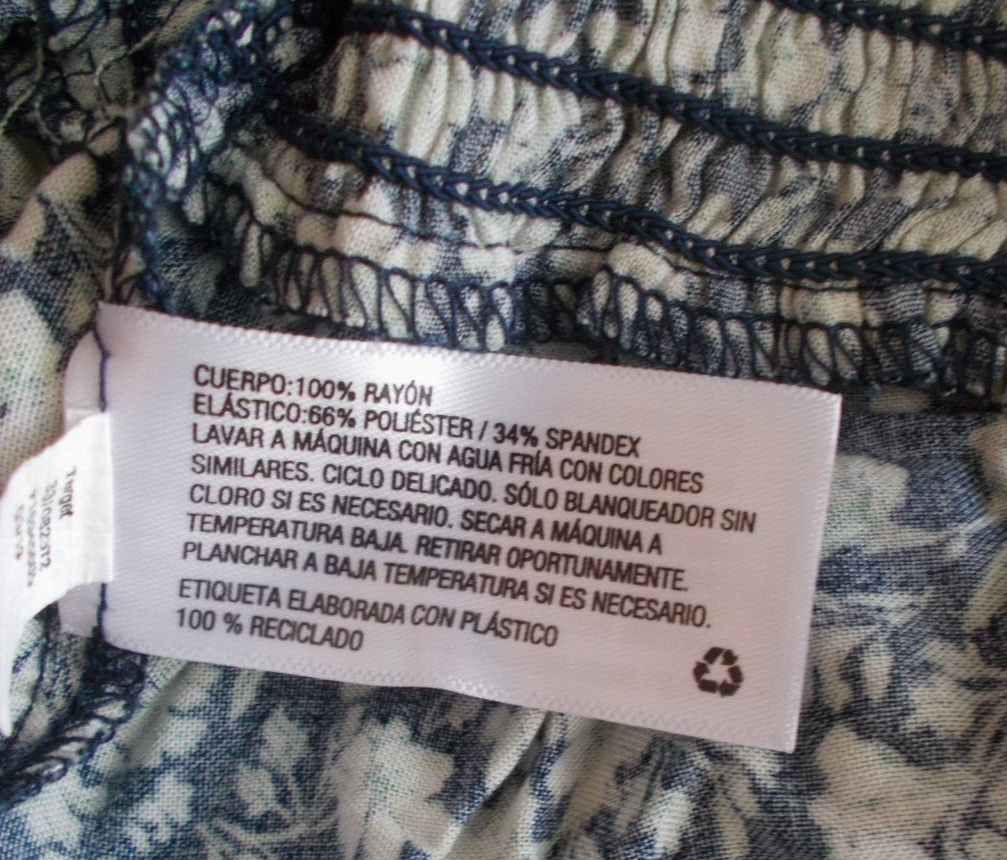 CUERPO:100% RAYÓN
ELÁSTICO:66% POLIÉSTER / 34% SPANDEX
LAVAR A MÁQUINA CON AGUA FRÍA CON COLORES
SIMILARES. CICLO DELICADO. SÓLO BLANQUEADOR SIN
CLORO SI ES NECESARIO. SECAR A MÁQUINA A
TEMPERATURA BAJA. RETIRAR OPORTUNAMENTE.
PLANCHAR A BAJA TEMPERATURA SI ES NECESARIO.
ETIQUETA ELABORADA CON PLÁSTICO
100 % RECICLADO
Target